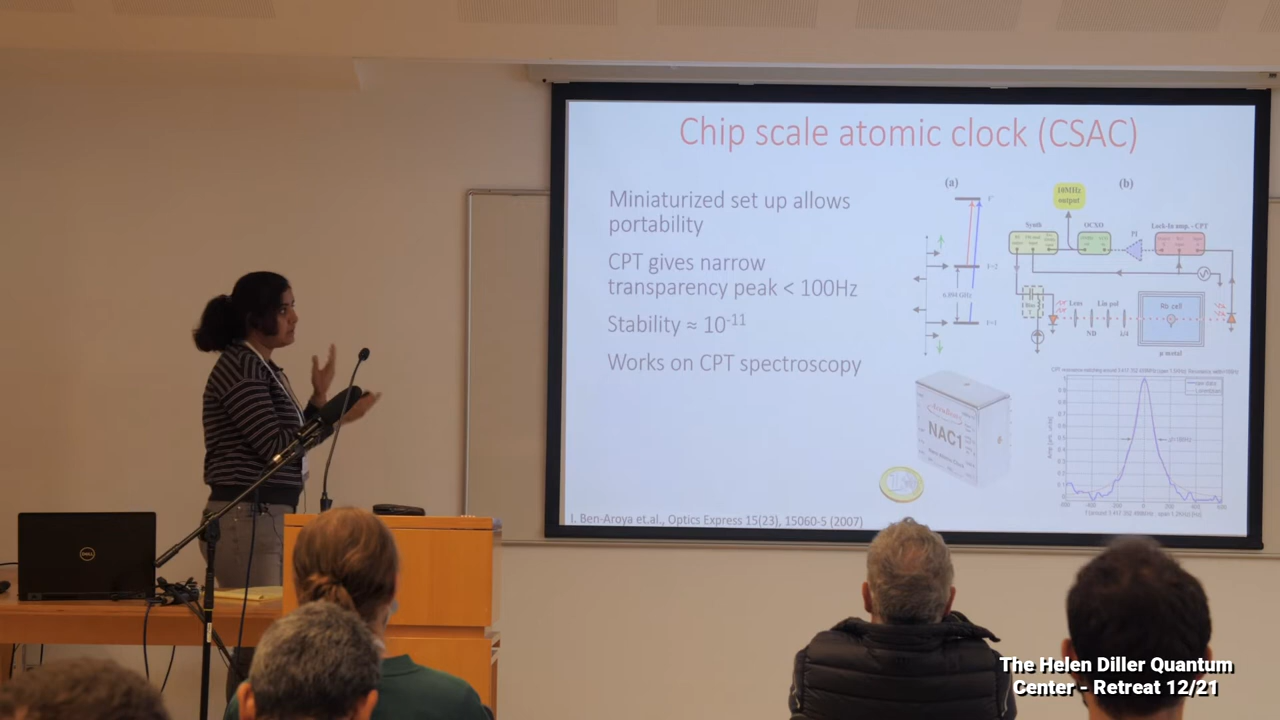 Chip scale atomic clock (CSAC)
Miniaturized set up allows
portability
CPT gives narrow
transparency peak < 100Hz
Stability ≈ 10⁻¹¹
Works on CPT spectroscopy
(a)
(b)
10MHz
output
Synth
OCXO
PI
Lock-In amp. - CPT
Lens
Lin pol
ND
λ/4
Rb cell
μ metal
NAC1
I. Ben-Aroya et.al., Optics Express 15(23), 15060-5 (2007)
DELL
The Helen Diller Quantum
Center - Retreat 12/21